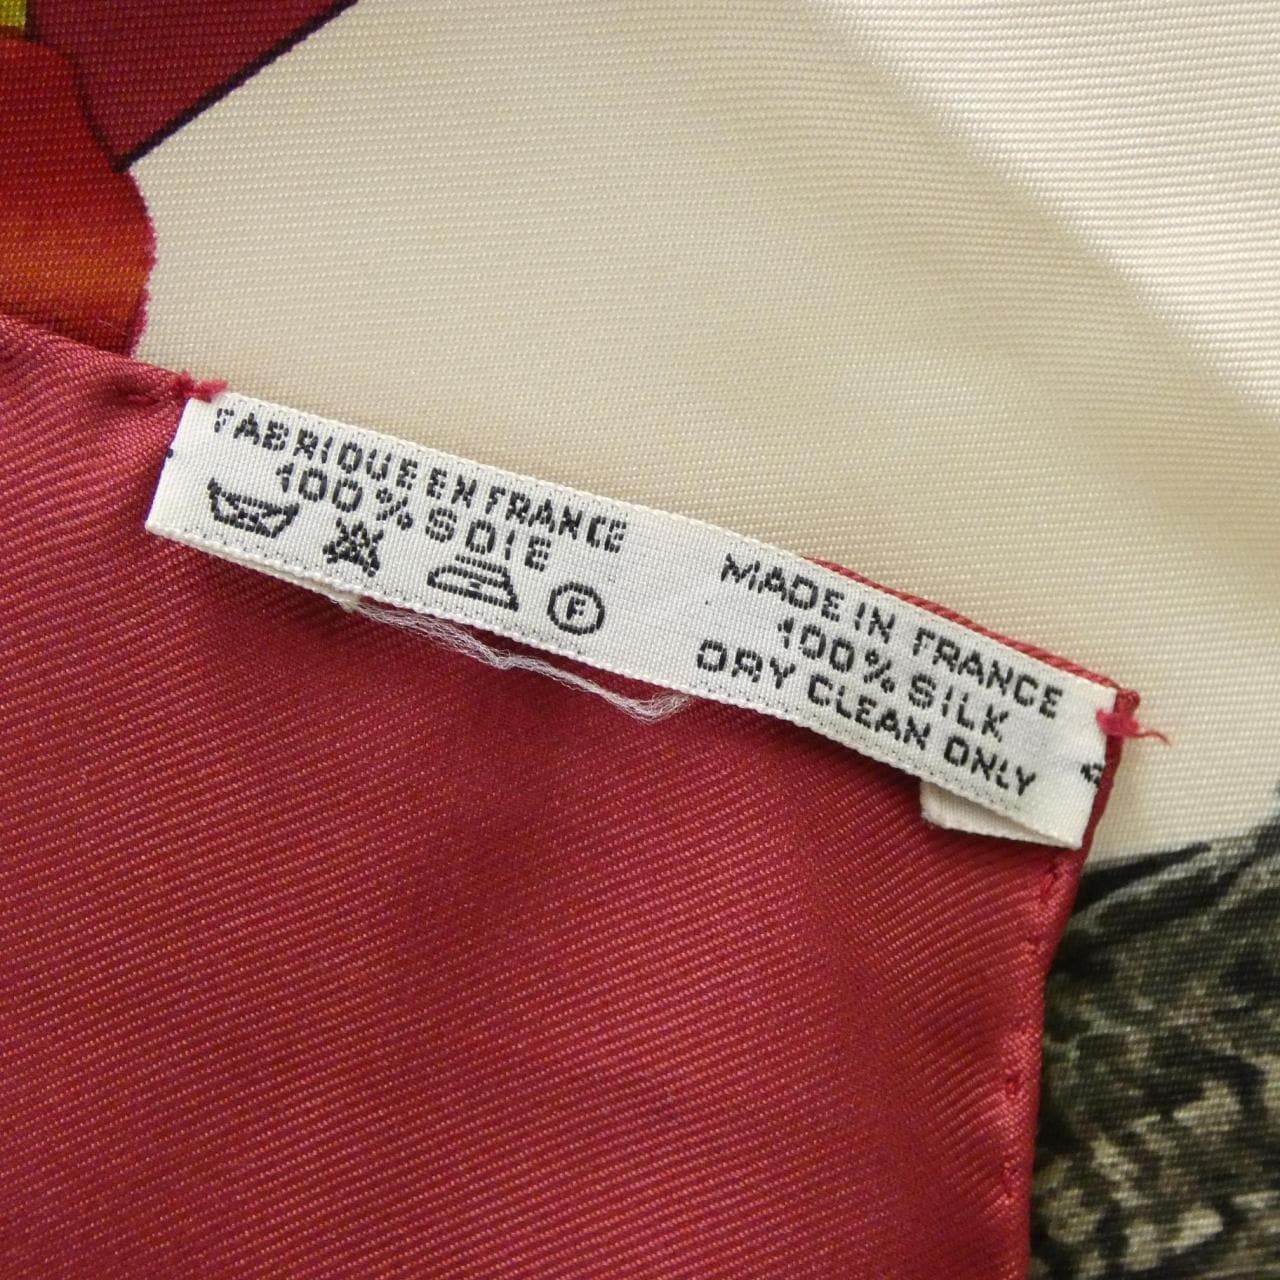 FABRIQUE EN FRANCE
100% SOIE
F
MADE IN FRANCE
100% SILK
DRY CLEAN ONLY